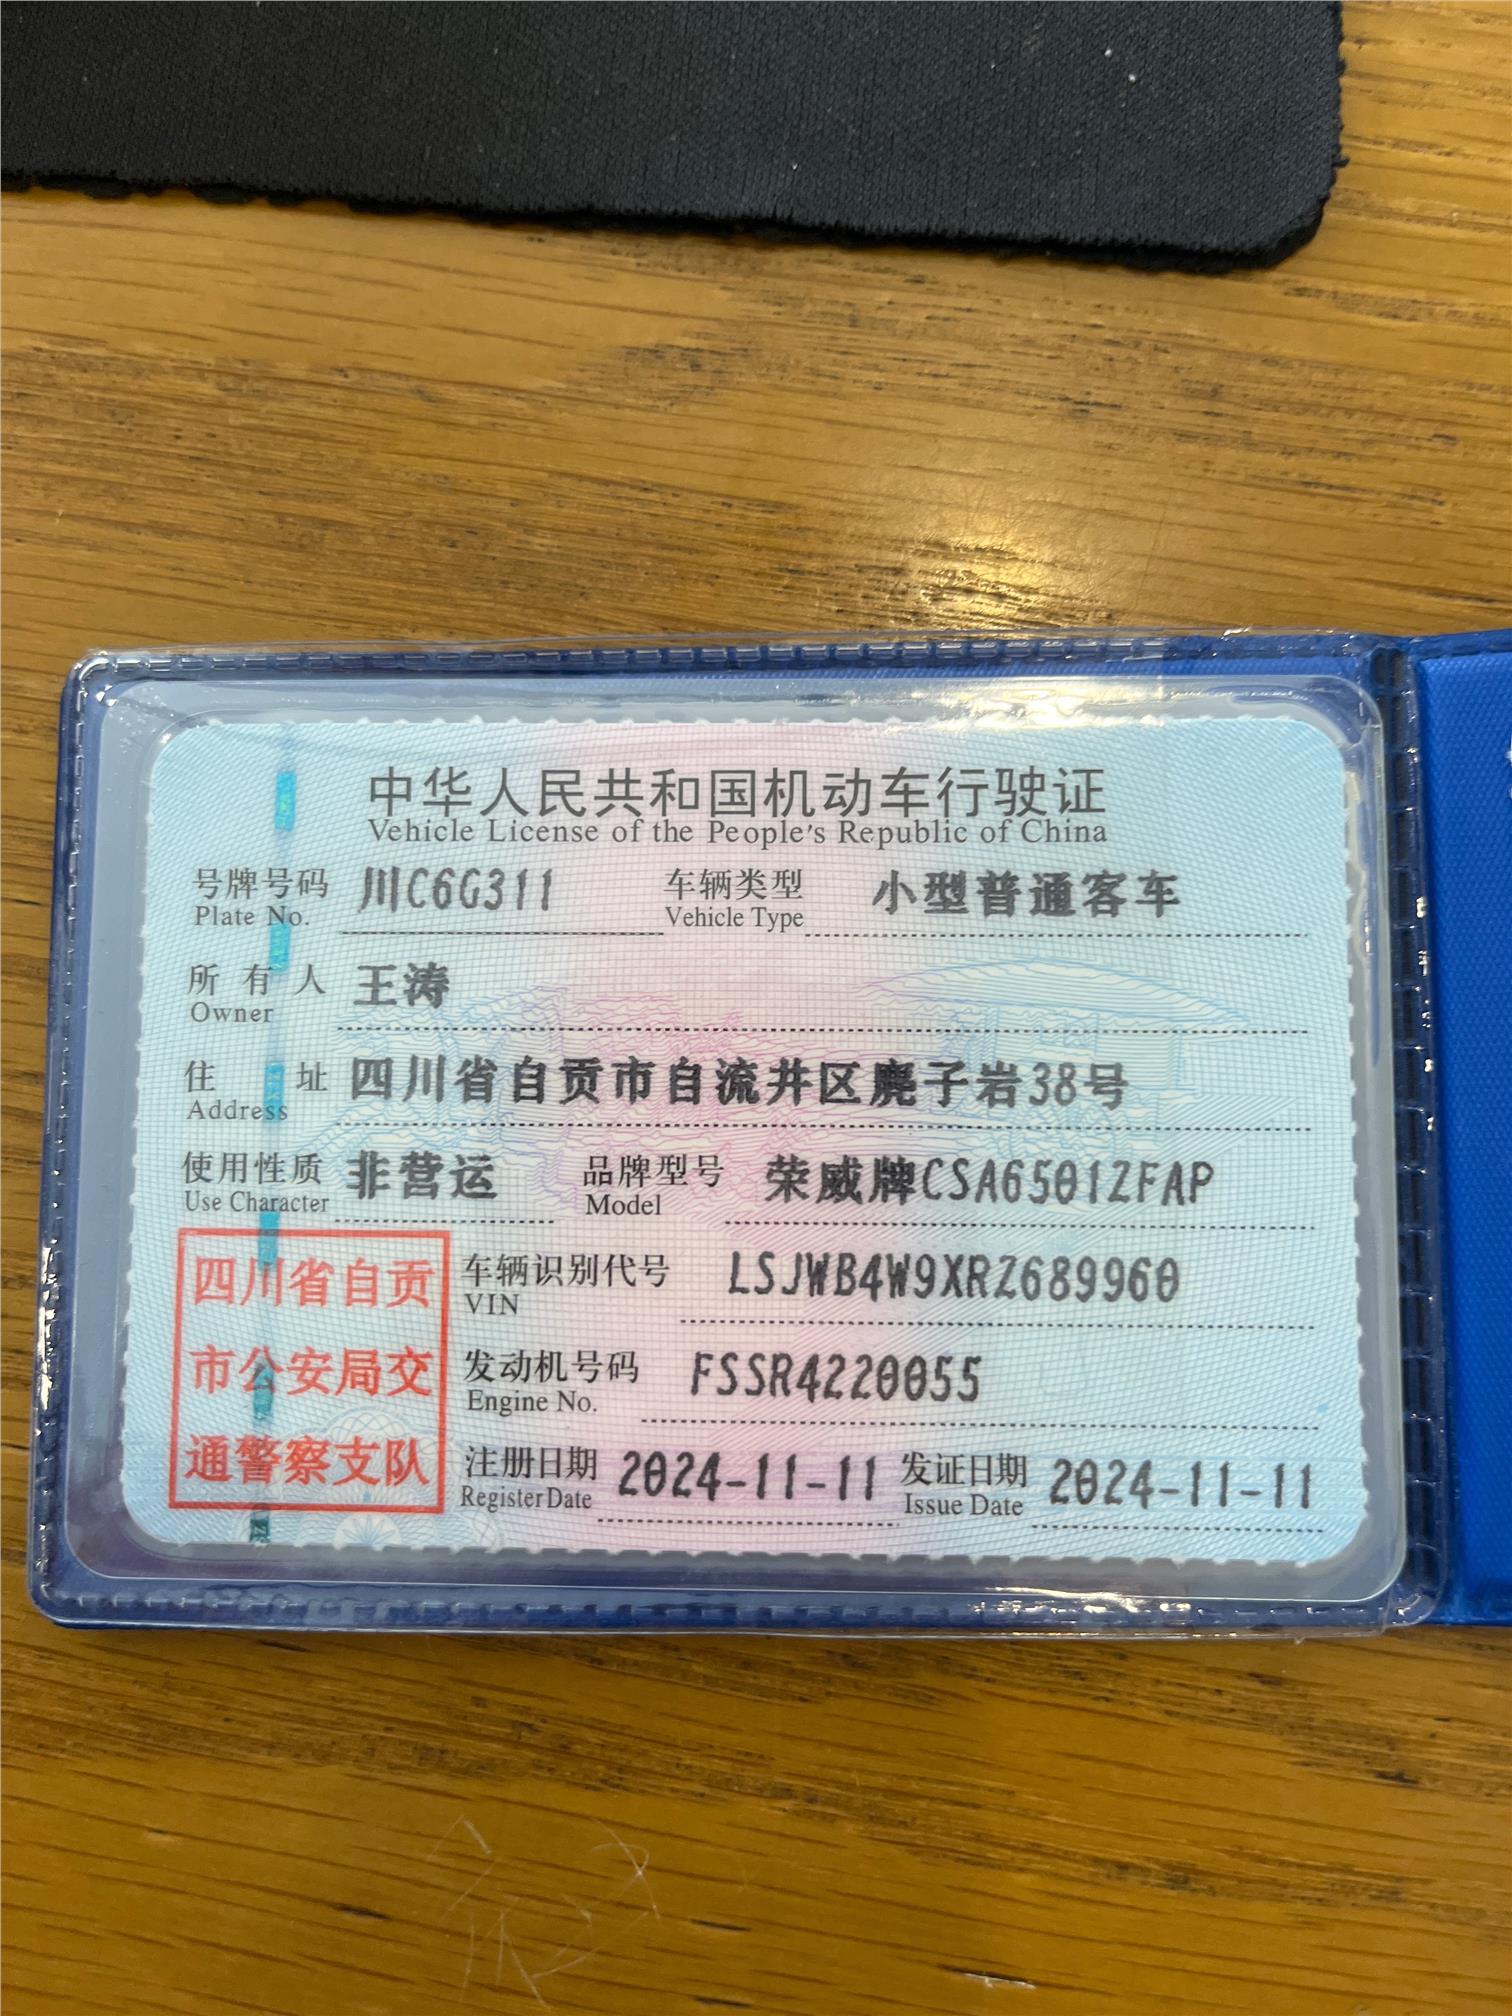 中华人民共和国机动车行驶证
Vehicle License of the People's Republic of China
号牌号码 川C6G311 车辆类型 小型普通客车
Plate No. Vehicle Type
所有人 王涛
Owner
住址 四川省自贡市自流井区麂子岩38号
Address
使用性质 非营运 品牌型号 荣威牌CSA6501ZFAP
Use Character Model
四川省自贡
市公安局交
通警察支队
车辆识别代号 LSJWB4W9XRZ689960
VIN
发动机号码 FSSR4220055
Engine No.
注册日期 2024-11-11 发证日期 2024-11-11
Register Date Issue Date